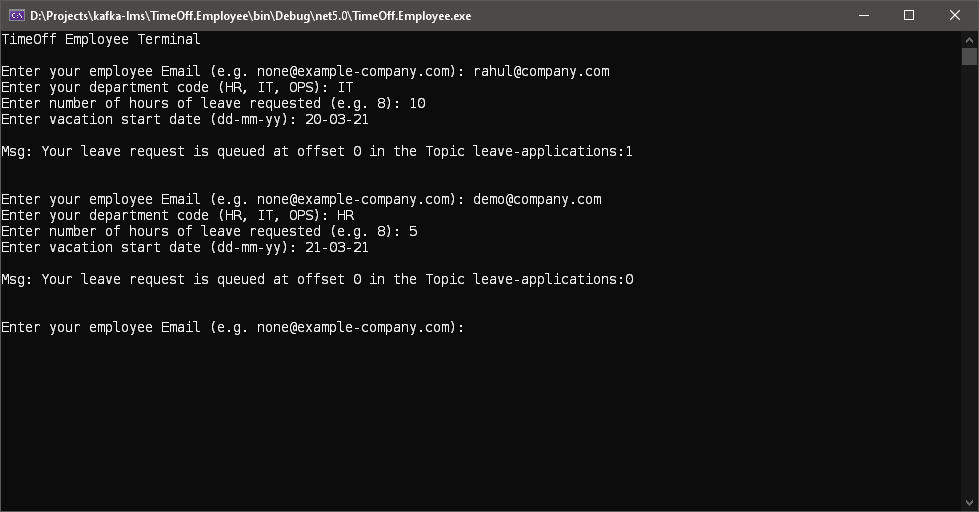 D:\Projects\kafka-lms\TimeOff.Employee\bin\Debug\net5.0\TimeOff.Employee.exe
TimeOff Employee Terminal
Enter your employee Email (e.g. none@example-company.com): rahul@company.com
Enter your department code (HR, IT, OPS): IT
Enter number of hours of leave requested (e.g. 8): 10
Enter vacation start date (dd-mm-yy): 20-03-21
Msg: Your leave request is queued at offset 0 in the Topic leave-applications:1
Enter your employee Email (e.g. none@example-company.com): demo@company.com
Enter your department code (HR, IT, OPS): HR
Enter number of hours of leave requested (e.g. 8): 5
Enter vacation start date (dd-mm-yy): 21-03-21
Msg: Your leave request is queued at offset 0 in the Topic leave-applications:0
Enter your employee Email (e.g. none@example-company.com):